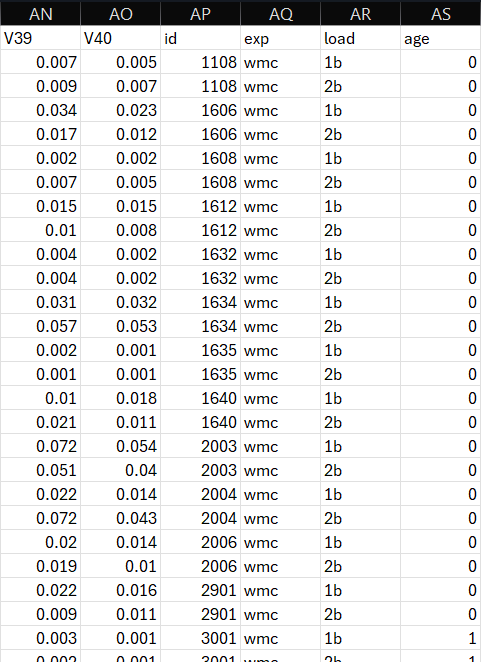 AN AO AP AQ AR AS
V39 V40 id exp load age
0.007 0.005 1108 wmc 1b 0
0.009 0.007 1108 wmc 2b 0
0.034 0.023 1606 wmc 1b 0
0.017 0.012 1606 wmc 2b 0
0.002 0.002 1608 wmc 1b 0
0.007 0.005 1608 wmc 2b 0
0.015 0.015 1612 wmc 1b 0
0.01 0.008 1612 wmc 2b 0
0.004 0.002 1632 wmc 1b 0
0.004 0.002 1632 wmc 2b 0
0.031 0.032 1634 wmc 1b 0
0.057 0.053 1634 wmc 2b 0
0.002 0.001 1635 wmc 1b 0
0.001 0.001 1635 wmc 2b 0
0.01 0.018 1640 wmc 1b 0
0.021 0.011 1640 wmc 2b 0
0.072 0.054 2003 wmc 1b 0
0.051 0.04 2003 wmc 2b 0
0.022 0.014 2004 wmc 1b 0
0.072 0.043 2004 wmc 2b 0
0.02 0.014 2006 wmc 1b 0
0.019 0.01 2006 wmc 2b 0
0.022 0.016 2901 wmc 1b 0
0.009 0.011 2901 wmc 2b 0
0.003 0.001 3001 wmc 1b 1
0.002 0.001 3001 wmc 2b 1